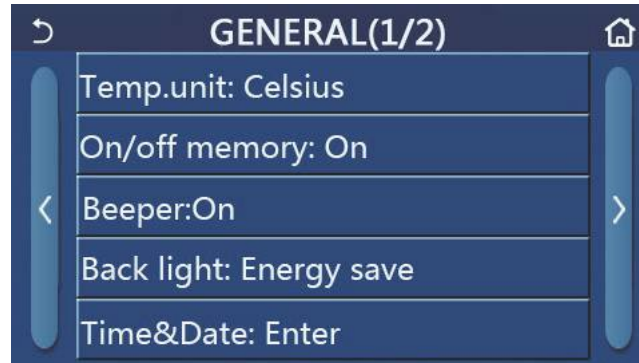 GENERAL(1/2)
Temp.unit: Celsius
On/off memory: On
Beeper:On
Back light: Energy save
Time&Date: Enter